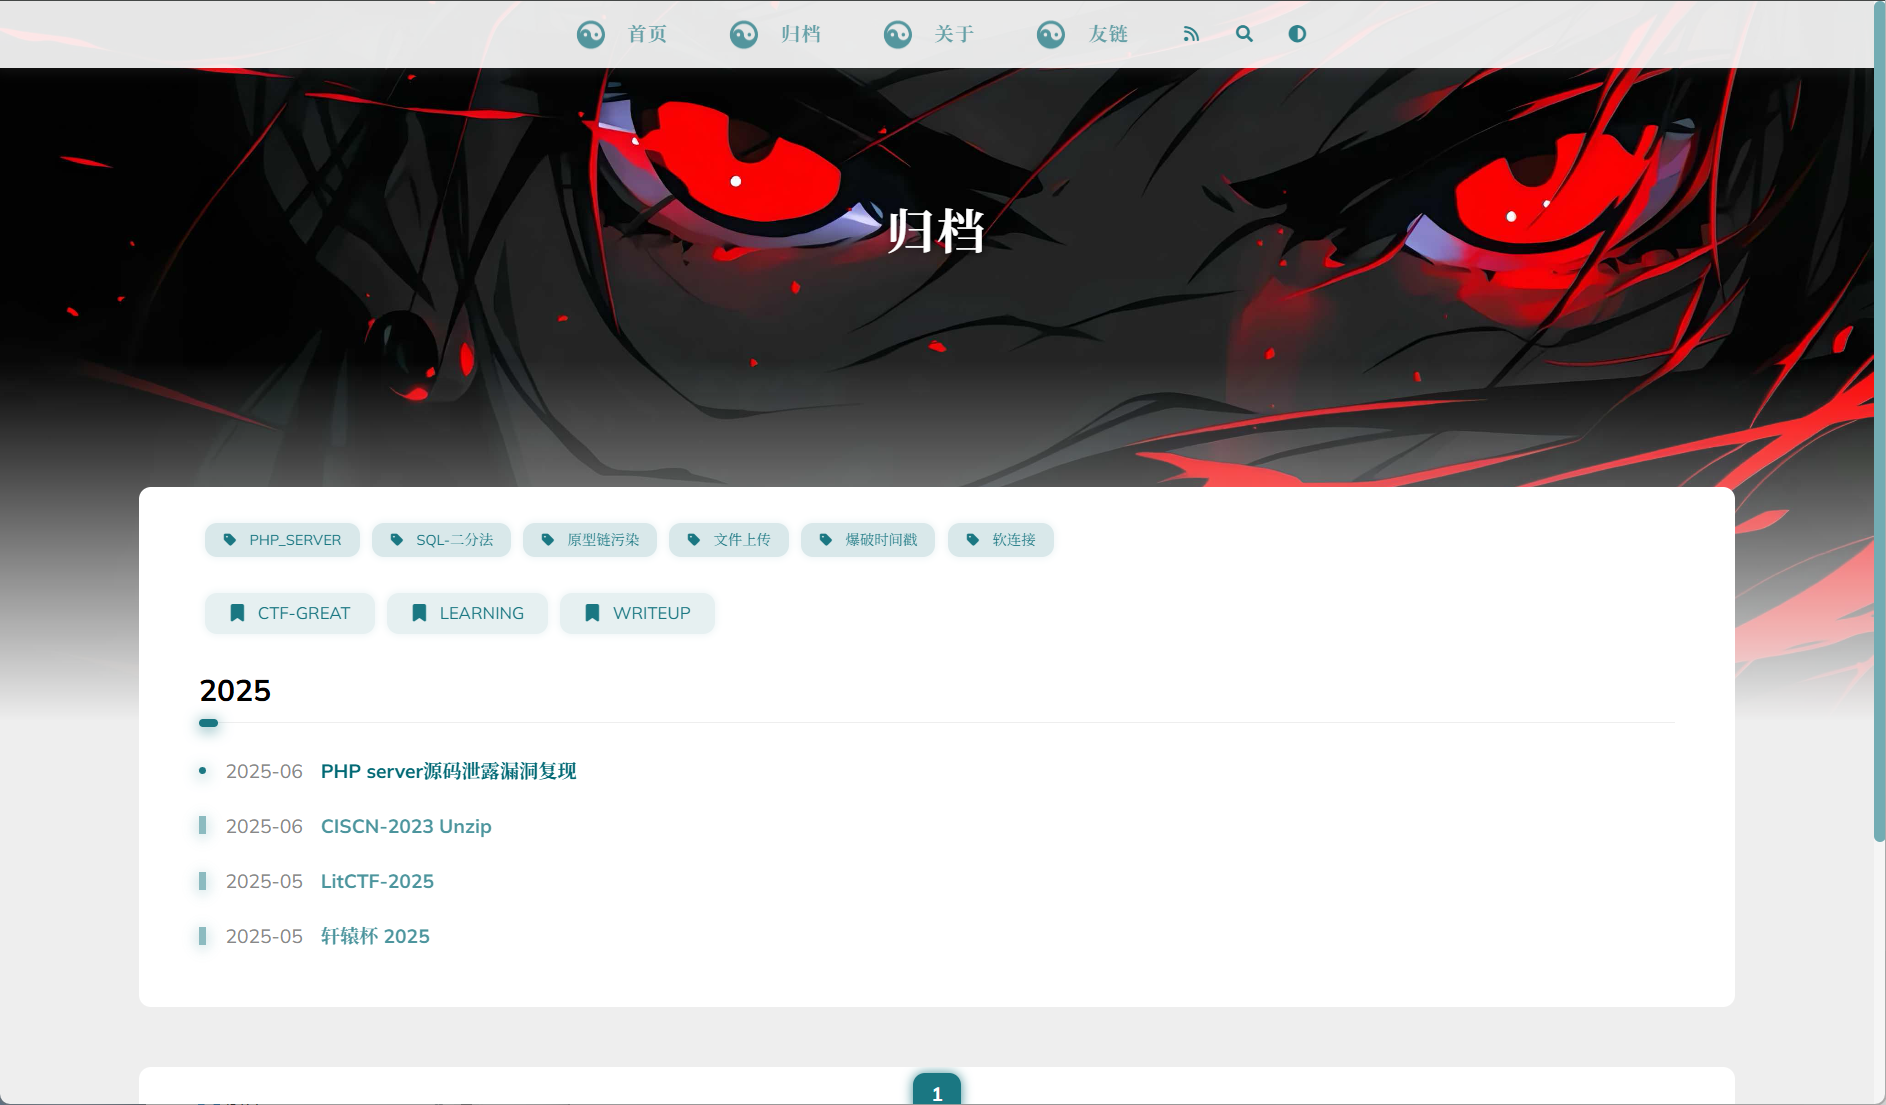 首页 归档 关于 友链
归档
PHP_SERVER SQL-二分法 原型链污染 文件上传 爆破时间戳 软连接
CTF-GREAT LEARNING WRITEUP
2025
2025-06 PHP server源码泄露漏洞复现
2025-06 CISCN-2023 Unzip
2025-05 LitCTF-2025
2025-05 轩辕杯 2025
1